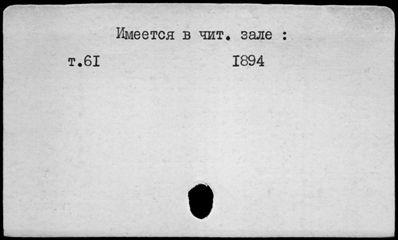 Имеется в чит. зале :
т.61 1894